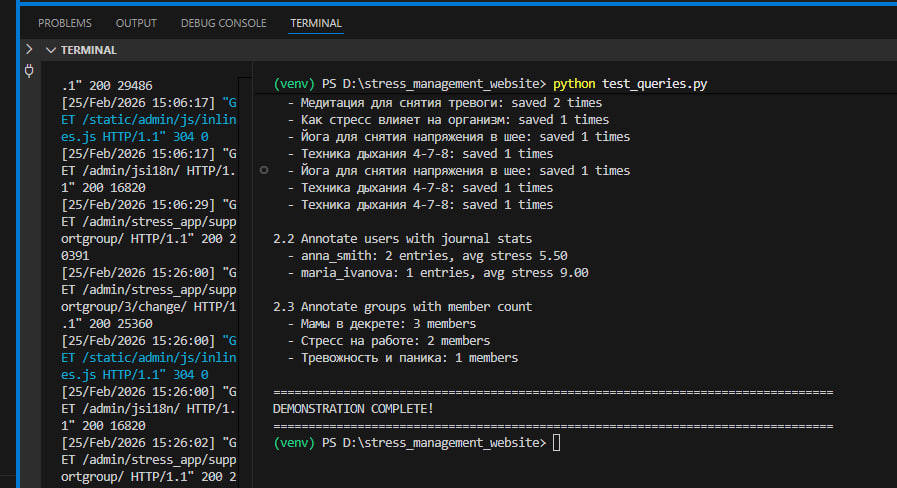 PROBLEMS OUTPUT DEBUG CONSOLE TERMINAL
TERMINAL
.1" 200 29486
[25/Feb/2026 15:06:17] "G
ET /static/admin/js/inlin
es.js HTTP/1.1" 304 0
[25/Feb/2026 15:06:17] "G
ET /admin/jsi18n/ HTTP/1.
1" 200 16820
[25/Feb/2026 15:06:29] "G
ET /admin/stress_app/supp
ortgroup/ HTTP/1.1" 200 2
0391
[25/Feb/2026 15:26:00] "G
ET /admin/stress_app/supp
ortgroup/3/change/ HTTP/1
.1" 200 25360
[25/Feb/2026 15:26:00] "G
ET /static/admin/js/inlin
es.js HTTP/1.1" 304 0
[25/Feb/2026 15:26:00] "G
ET /admin/jsi18n/ HTTP/1.
1" 200 16820
[25/Feb/2026 15:26:02] "G
ET /admin/stress_app/supp
ortgroup/ HTTP/1.1" 200 2
(venv) PS D:\stress_management_website> python test_queries.py
- Медитация для снятия тревоги: saved 2 times
- Как стресс влияет на организм: saved 1 times
- Йога для снятия напряжения в шее: saved 1 times
- Техника дыхания 4-7-8: saved 1 times
- Йога для снятия напряжения в шее: saved 1 times
- Техника дыхания 4-7-8: saved 1 times
- Техника дыхания 4-7-8: saved 1 times
2.2 Annotate users with journal stats
- anna_smith: 2 entries, avg stress 5.50
- maria_ivanova: 1 entries, avg stress 9.00
2.3 Annotate groups with member count
- Мамы в декрете: 3 members
- Стресс на работе: 2 members
- Тревожность и паника: 1 members
================================================================================
DEMONSTRATION COMPLETE!
================================================================================
(venv) PS D:\stress_management_website>